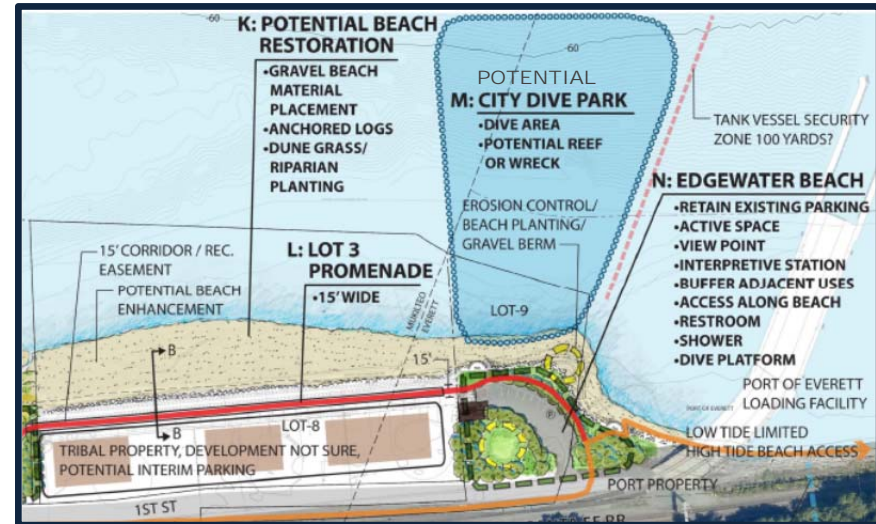 -60
K: POTENTIAL BEACH
RESTORATION
•GRAVEL BEACH
MATERIAL
PLACEMENT
•ANCHORED LOGS
•DUNE GRASS/
RIPARIAN
PLANTING
-60
POTENTIAL
M: CITY DIVE PARK
•DIVE AREA
•POTENTIAL REEF
OR WRECK
TANK VESSEL SECURITY
ZONE 100 YARDS?
N: EDGEWATER BEACH
•RETAIN EXISTING PARKING
•ACTIVE SPACE
•VIEW POINT
•INTERPRETIVE STATION
•BUFFER ADJACENT USES
•ACCESS ALONG BEACH
•RESTROOM
•SHOWER
•DIVE PLATFORM
EROSION CONTROL/
BEACH PLANTING/
GRAVEL BERM
15' CORRIDOR / REC.
EASEMENT
POTENTIAL BEACH
ENHANCEMENT
L: LOT 3
PROMENADE
•15' WIDE
MUKILTEO
EVERETT
LOT-9
B
B
15'
LOT-8
TRIBAL PROPERTY, DEVELOPMENT NOT SURE,
POTENTIAL INTERIM PARKING
1ST ST
P
PORT OF EVERETT
LOADING FACILITY
PORT OF EVERETT
LOW TIDE LIMITED
HIGH TIDE BEACH ACCESS
PORT PROPERTY